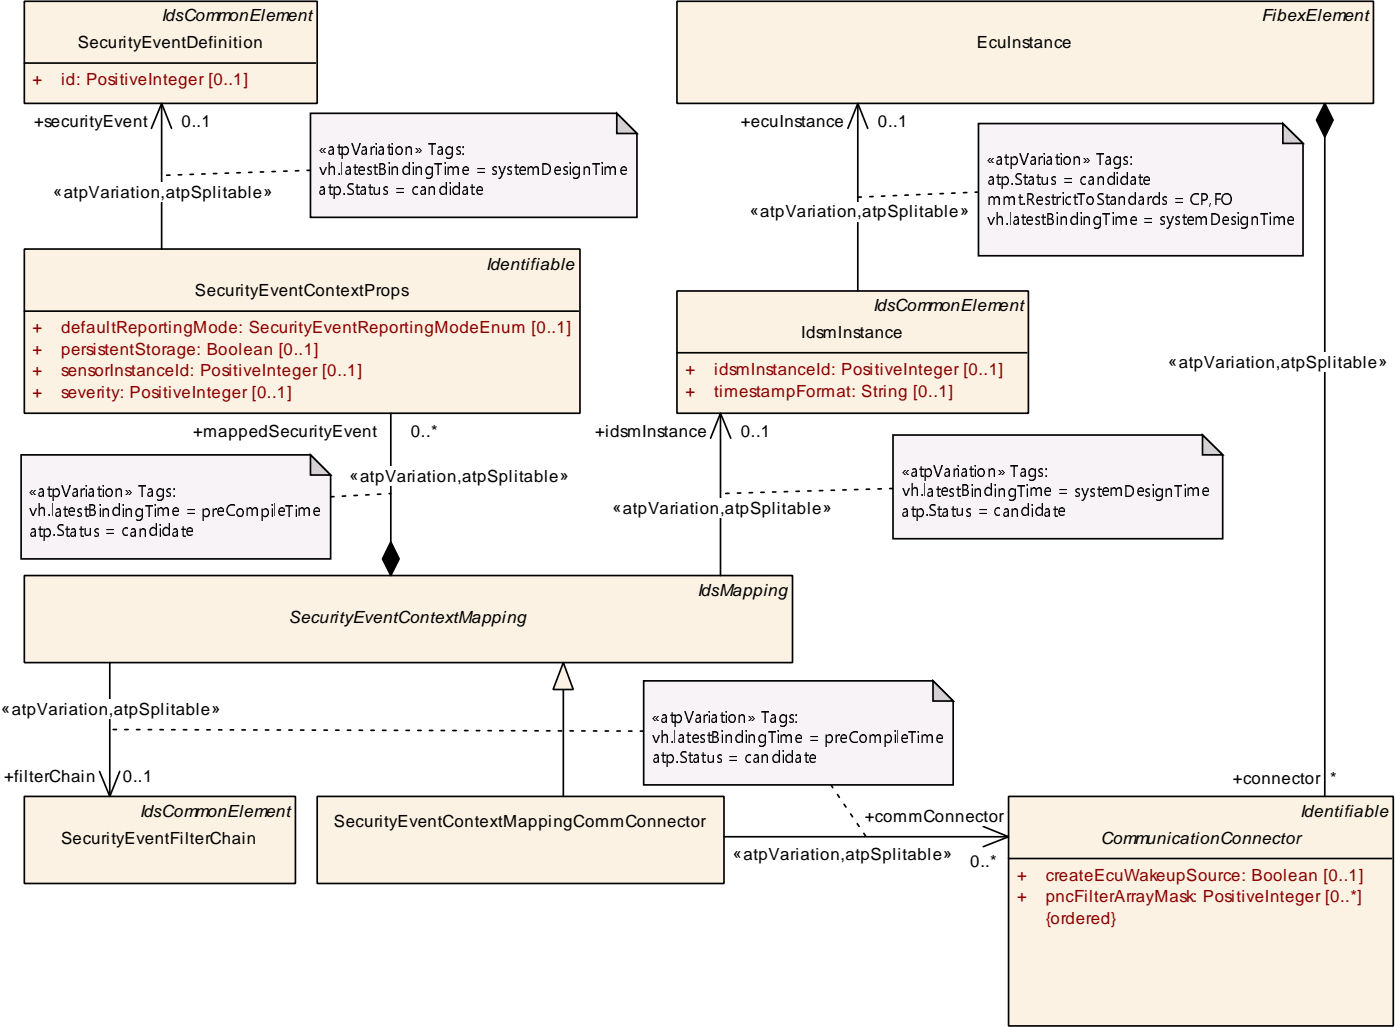 IdsCommonElement
SecurityEventDefinition
+ id: PositiveInteger [0..1]
FibexElement
EcuInstance
+securityEvent 0..1
«atpVariation» Tags:
vh.latestBindingTime = systemDesignTime
atp.Status = candidate
«atpVariation,atpSplitable»
+ecuInstance 0..1
«atpVariation» Tags:
atp.Status = candidate
mmt.RestrictToStandards = CP,FO
vh.latestBindingTime = systemDesignTime
«atpVariation,atpSplitable»
Identifiable
SecurityEventContextProps
+ defaultReportingMode: SecurityEventReportingModeEnum [0..1]
+ persistentStorage: Boolean [0..1]
+ sensorInstanceId: PositiveInteger [0..1]
+ severity: PositiveInteger [0..1]
IdsCommonElement
IdsmInstance
+ idsmInstanceId: PositiveInteger [0..1]
+ timestampFormat: String [0..1]
«atpVariation,atpSplitable»
+mappedSecurityEvent 0..*
«atpVariation,atpSplitable»
«atpVariation» Tags:
vh.latestBindingTime = preCompileTime
atp.Status = candidate
+idsmInstance 0..1
«atpVariation,atpSplitable»
«atpVariation» Tags:
vh.latestBindingTime = systemDesignTime
atp.Status = candidate
IdsMapping
SecurityEventContextMapping
«atpVariation,atpSplitable»
+filterChain 0..1
«atpVariation» Tags:
vh.latestBindingTime = preCompileTime
atp.Status = candidate
IdsCommonElement
SecurityEventFilterChain
SecurityEventContextMappingCommConnector
+commConnector
«atpVariation,atpSplitable»
0..*
+connector *
Identifiable
CommunicationConnector
+ createEcuWakeupSource: Boolean [0..1]
+ pncFilterArrayMask: PositiveInteger [0..*]
{ordered}